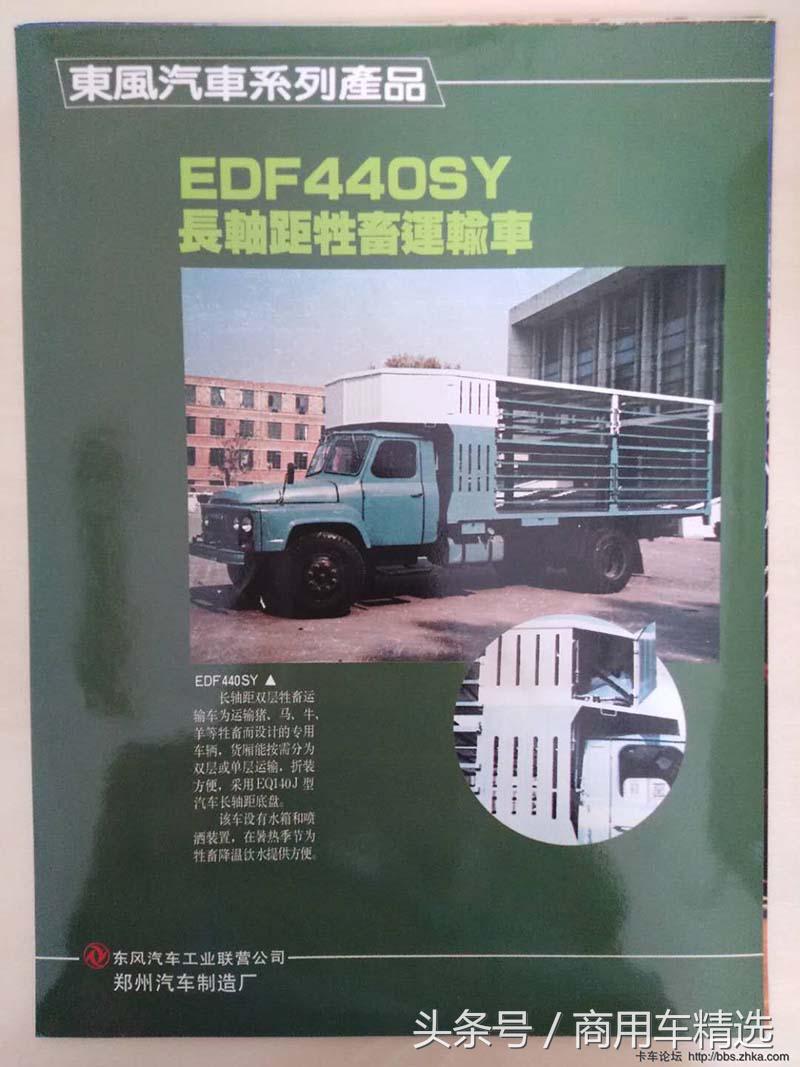 東風汽車系列產品
EDF440SY
長軸距牲畜運輸車
EDF440SY ▲
长轴距双层牲畜运
输车为运输猪、马、牛、
羊等牲畜而设计的专用
车辆，货厢能按需分为
双层或单层运输，折装
方便，采用EQ140J型
汽车长轴距底盘。
该车没有水箱和喷
洒装置，在暑热季节为
牲畜降温饮水提供方便。
东风汽车工业联营公司
郑州汽车制造厂
头条号 / 商用车精选
卡车论坛 http://bbs.zhka.com